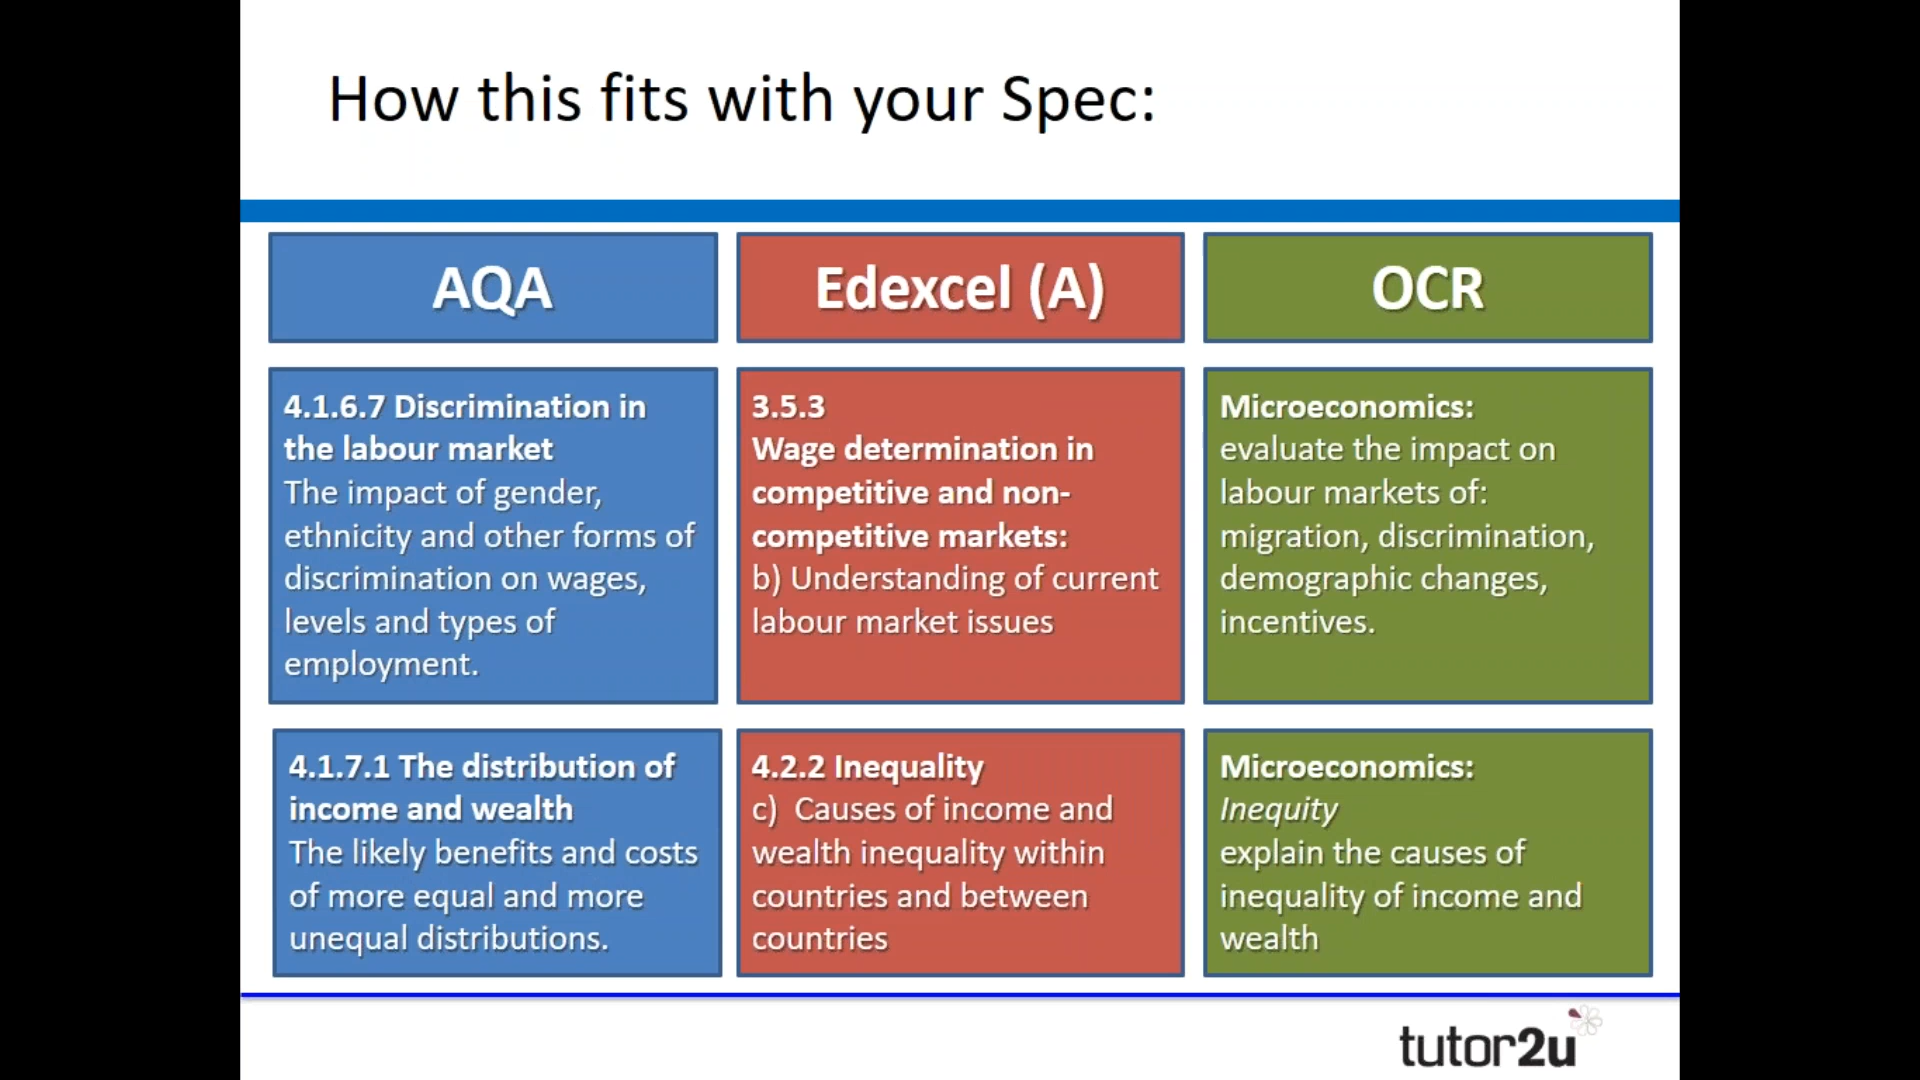 How this fits with your Spec:
AQA
Edexcel (A)
OCR
4.1.6.7 Discrimination in
the labour market
The impact of gender,
ethnicity and other forms of
discrimination on wages,
levels and types of
employment.
3.5.3
Wage determination in
competitive and non-
competitive markets:
b) Understanding of current
labour market issues
Microeconomics:
evaluate the impact on
labour markets of:
migration, discrimination,
demographic changes,
incentives.
4.1.7.1 The distribution of
income and wealth
The likely benefits and costs
of more equal and more
unequal distributions.
4.2.2 Inequality
c) Causes of income and
wealth inequality within
countries and between
countries
Microeconomics:
Inequity
explain the causes of
inequality of income and
wealth
tutor2u